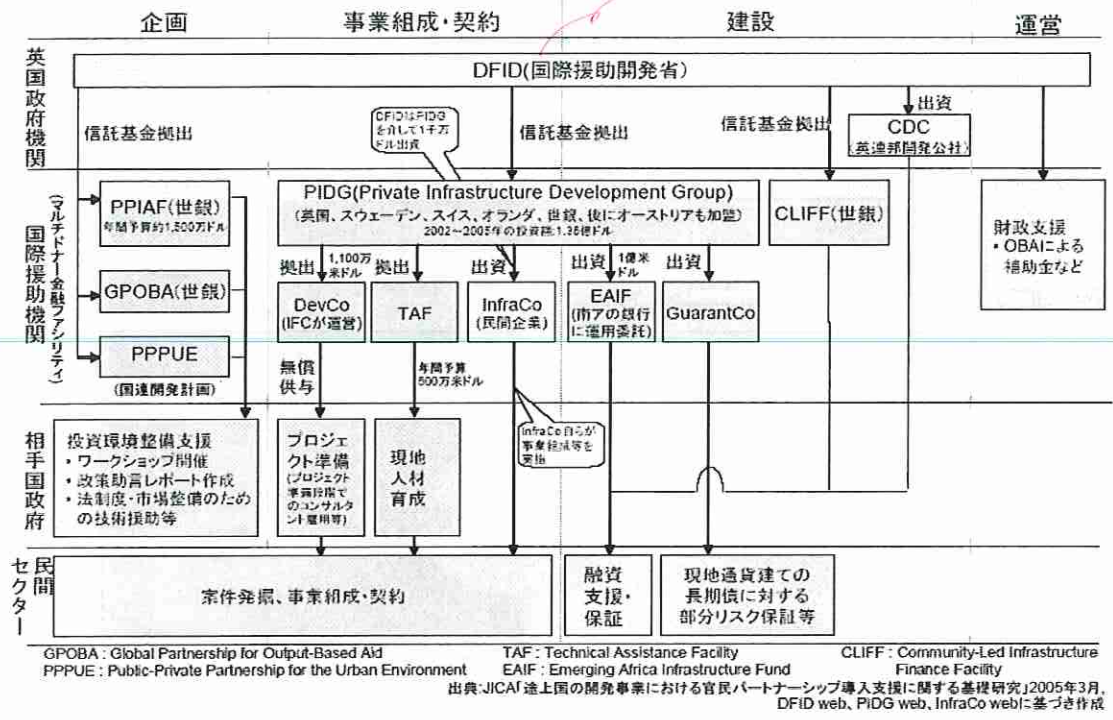 企画
事業組成・契約
建設
運営
英国政府機関
DFID(国際援助開発省)
信託基金拠出
DFIDはPIDG
を介して1千万
ドル出資
信託基金拠出
信託基金拠出
出資
CDC
(英連邦開発公社)
国際援助機関
(マルチドナー金融ファシリティ)
PPIAF(世銀)
年間予算約1,500万ドル
GPOBA(世銀)
PPPUE
(国連開発計画)
PIDG(Private Infrastructure Development Group)
(英国、スウェーデン、スイス、オランダ、世銀、後にオーストリアも加盟)
2002～2005年の投資額:1.36億ドル
CLIFF(世銀)
財政支援
・OBAによる
補助金など
拠出
1,100万
米ドル
拠出
出資
出資
1億米
ドル
出資
DevCo
(IFCが運営)
TAF
InfraCo
(民間企業)
EAIF
(南アの銀行
に運用委託)
GuarantCo
無償
供与
年間予算
500万米ドル
InfraCo自らが
事業組成等を
実施
相手国政府
投資環境整備支援
・ワークショップ開催
・政策助言レポート作成
・法制度・市場整備のため
の技術援助等
プロジェ
クト準備
(プロジェクト
準備段階で
のコンサルタ
ント雇用等)
現地
人材
育成
民間
セクター
案件発掘、事業組成・契約
融資
支援・
保証
現地通貨建ての
長期債に対する
部分リスク保証等
GPOBA : Global Partnership for Output-Based Aid
TAF : Technical Assistance Facility
CLIFF : Community-Led Infrastructure
Finance Facility
PPPUE : Public-Private Partnership for the Urban Environment
EAIF : Emerging Africa Infrastructure Fund
出典:JICA「途上国の開発事業における官民パートナーシップ導入支援に関する基礎研究」2005年3月,
DFID web, PiDG web, InfraCo webに基づき作成